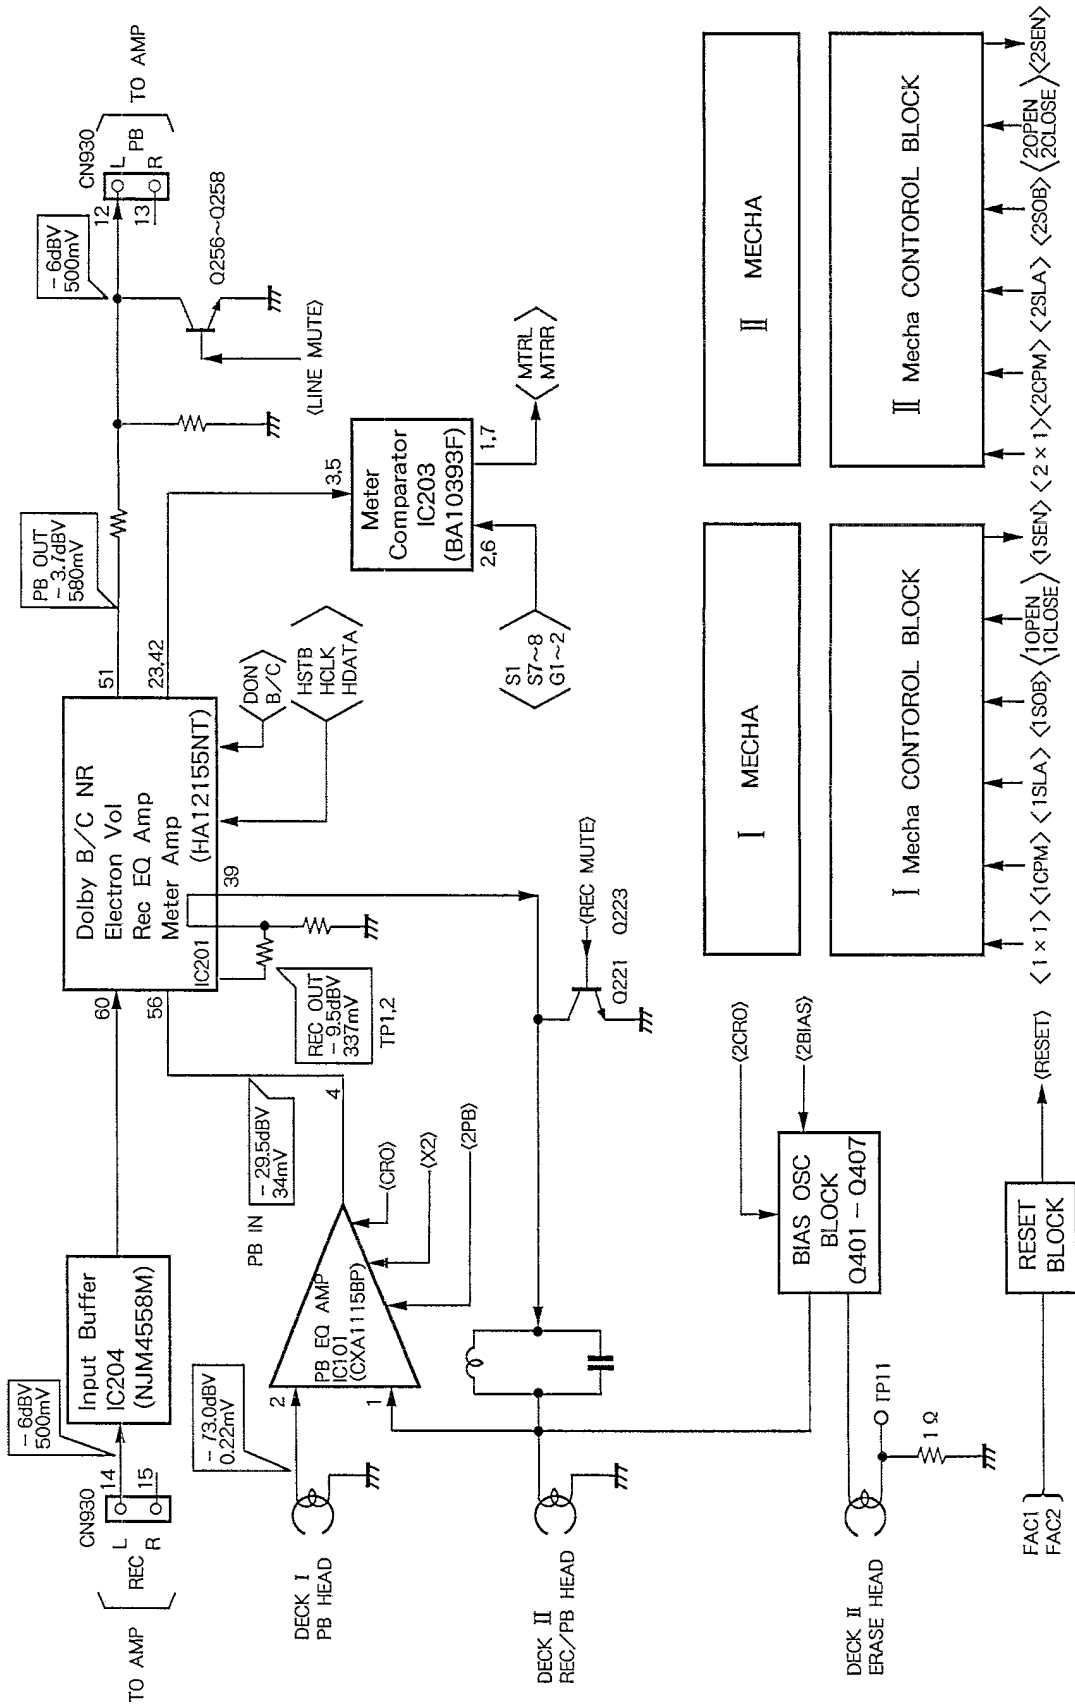 TO AMP
REC
CN930
L
R
14
15
－6dBV
500mV
Input Buffer
IC204
(NJM4558M)
60
56
Dolby B/C NR
Electron Vol
Rec EQ Amp
Meter Amp
(HA12155NT)
IC201
39
51
23,42
PB OUT
－3.7dBV
580mV
－6dBV
500mV
CN930
12
13
L
PB
R
TO AMP
Q256~Q258
<LINE MUTE>
<DON
B/C>
<HSTB
HCLK
HDATA>
3,5
Meter
Comparator
IC203
(BA10393F)
2,6
1,7
<MTRL
MTRR>
<S1
S7~8
G1~2>
REC OUT
－9.5dBV
337mV
TP1,2
PB IN
－29.5dBV
34mV
4
DECK I
PB HEAD
－73.0dBV
0.22mV
2
1
PB EQ AMP
IC101
(CXA1115BP)
<CRO>
<X2>
<2PB>
<REC MUTE>
Q221 Q223
DECK II
REC/PB HEAD
<2CRO>
<2BIAS>
BIAS OSC
BLOCK
Q401－Q407
DECK II
ERASE HEAD
TP11
1Ω
FAC1
FAC2
RESET
BLOCK
<RESET>
I MECHA
I Mecha CONTOROL BLOCK
<1×1> <1CPM> <1SLA> <1SOB> <1OPEN
1CLOSE> <1SEN>
II MECHA
II Mecha CONTOROL BLOCK
<2×1> <2CPM> <2SLA> <2SOB> <2OPEN
2CLOSE> <2SEN>